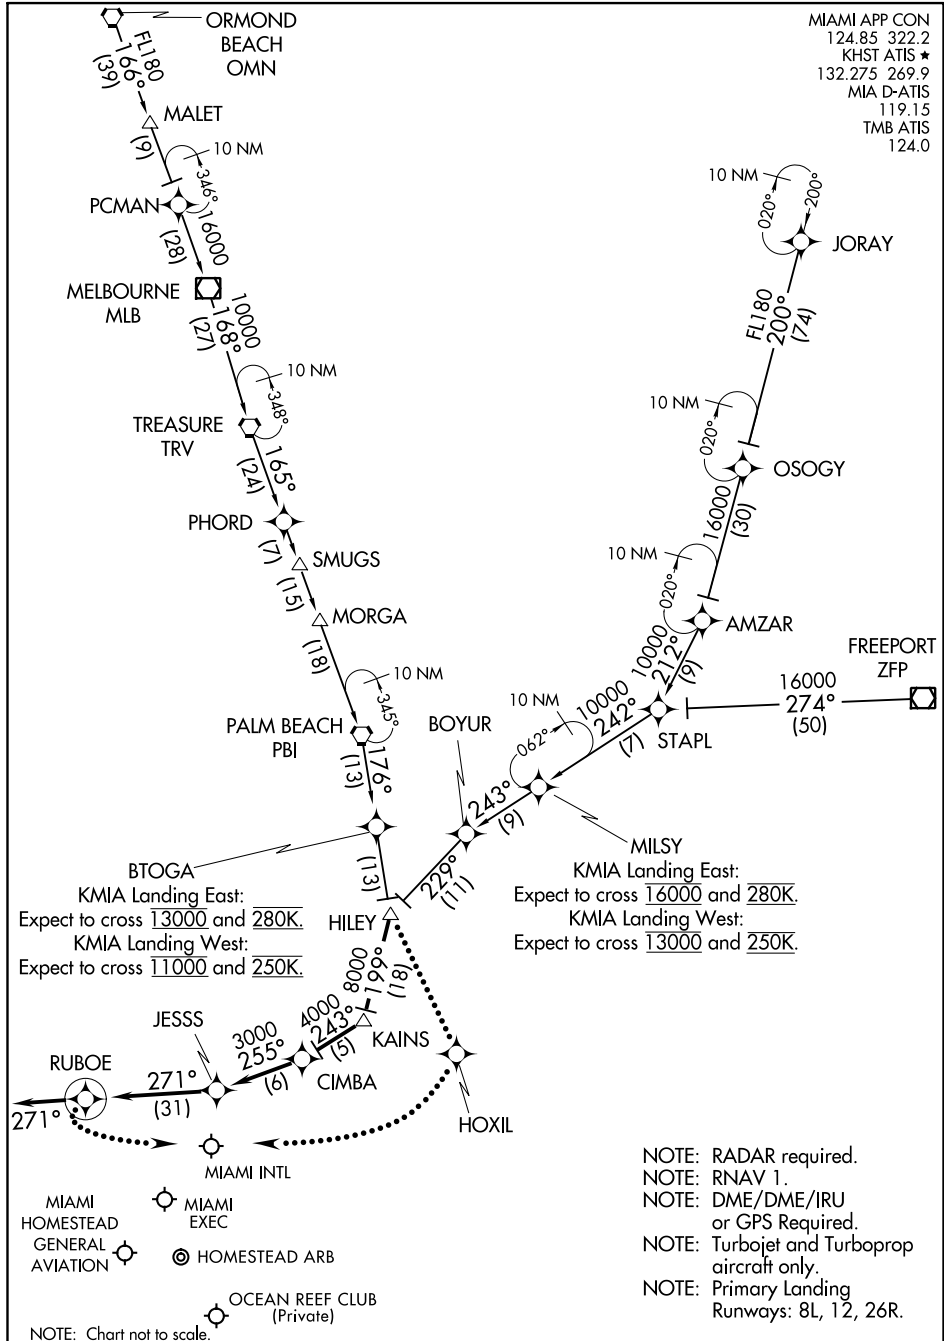 ORMOND
BEACH
OMN
MIAMI APP CON
124.85 322.2
KHST ATIS ★
132.275 269.9
MIA D-ATIS
119.15
TMB ATIS
124.0
FL180
166°
(39)
MALET
(9)
10 NM
346°
PCMAN
16000
(28)
MELBOURNE
MLB
10000
168°
(27)
10 NM
348°
TREASURE
TRV
165°
(24)
PHORD
(7)
SMUGS
(15)
MORGA
(18)
10 NM
345°
PALM BEACH
PBI
176°
(13)
10 NM
020°
200°
JORAY
FL180
200°
(74)
10 NM
020°
OSOGY
16000
(30)
10 NM
020°
AMZAR
10000
212°
(9)
FREEPORT
ZFP
16000
274°
(50)
STAPL
10000
242°
(7)
10 NM
062°
BOYUR
243°
(9)
MILSY
KMIA Landing East:
Expect to cross 16000 and 280K.
KMIA Landing West:
Expect to cross 13000 and 250K.
229°
(11)
BTOGA
KMIA Landing East:
Expect to cross 13000 and 280K.
KMIA Landing West:
Expect to cross 11000 and 250K.
(13)
HILEY
8000
199°
(18)
KAINS
4000
243°
(5)
CIMBA
3000
255°
(6)
JESSS
271°
(31)
RUBOE
271°
HOXIL
MIAMI INTL
MIAMI
EXEC
MIAMI
HOMESTEAD
GENERAL
AVIATION
HOMESTEAD ARB
OCEAN REEF CLUB
(Private)
NOTE: Chart not to scale.
NOTE: RADAR required.
NOTE: RNAV 1.
NOTE: DME/DME/IRU
or GPS Required.
NOTE: Turbojet and Turboprop
aircraft only.
NOTE: Primary Landing
Runways: 8L, 12, 26R.